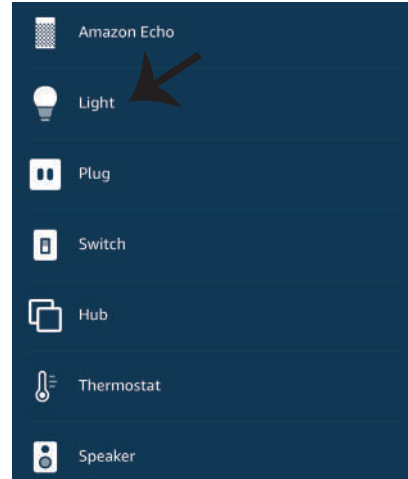 Amazon Echo
Light
Plug
Switch
Hub
Thermostat
Speaker